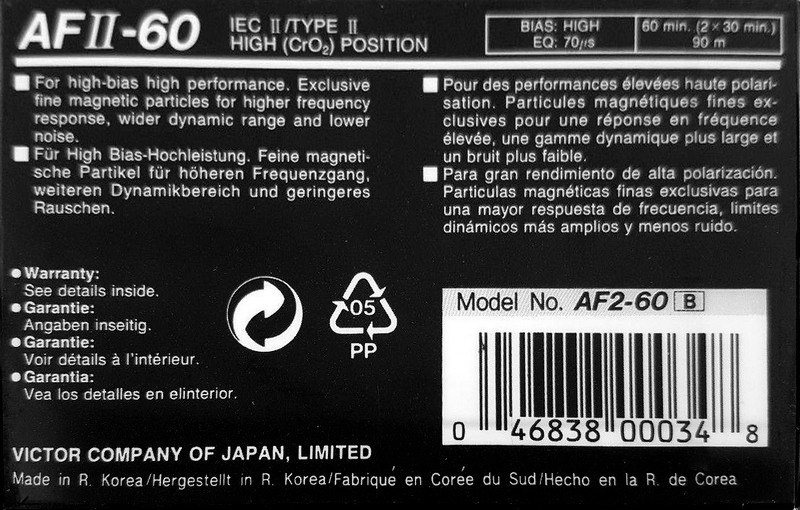 AF II-60
IEC II/TYPE II
HIGH (CrO₂) POSITION
BIAS: HIGH
EQ: 70μs
60 min. (2 × 30 min.)
90 m
For high-bias high performance. Exclusive
fine magnetic particles for higher frequency
response, wider dynamic range and lower
noise.
Für High Bias-Hochleistung. Feine magneti-
sche Partikel für höheren Frequenzgang,
weiteren Dynamikbereich und geringeres
Rauschen.
Pour des performances élevées haute polari-
sation. Particules magnétiques fines ex-
clusives pour une réponse en fréquence
élevée, une gamme dynamique plus large et
un bruit plus faible.
Para gran rendimiento de alta polarización.
Particulas magnéticas finas exclusivas para
una mayor respuesta de frecuencia, limites
dinámicos más amplios y menos ruido.
Warranty:
See details inside.
Garantie:
Angaben inseitig.
Garantie:
Voir détails à l'intérieur.
Garantia:
Vea los detalles en elinterior.
05
PP
Model No. AF2-60 B
0 46838 00034 8
VICTOR COMPANY OF JAPAN, LIMITED
Made in R. Korea/Hergestellt in R. Korea/Fabriqué en Corée du Sud/Hecho en la R. de Corea